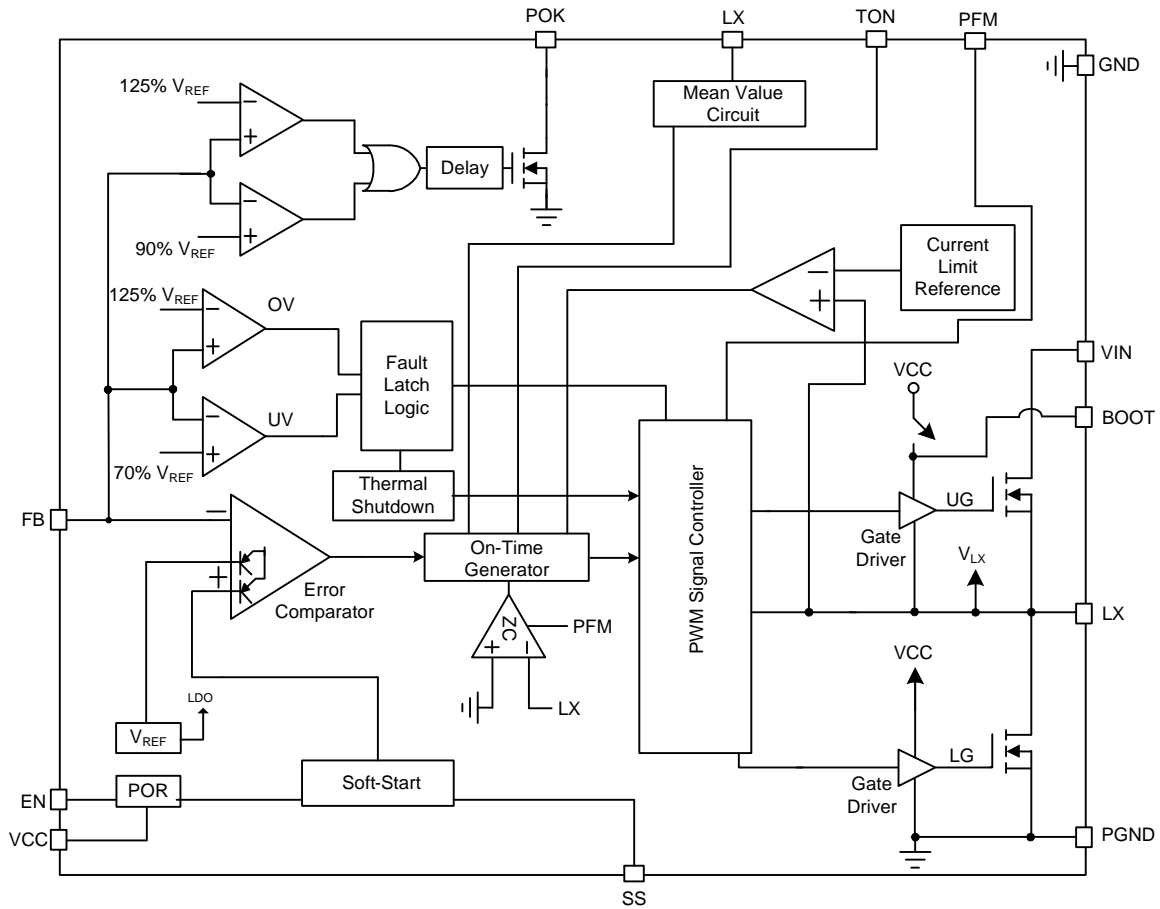 POK
LX
TON
PFM
GND
125% VREF
Mean Value
Circuit
Delay
90% VREF
Current
Limit
Reference
125% VREF
OV
VIN
Fault
Latch
Logic
VCC
BOOT
UV
70% VREF
Thermal
Shutdown
UG
FB
On-Time
Generator
Gate
Driver
VLX
Error
Comparator
PWM Signal Controller
LX
ZC
PFM
VCC
LX
LDO
VREF
LG
Soft-Start
POR
Gate
Driver
EN
VCC
PGND
SS